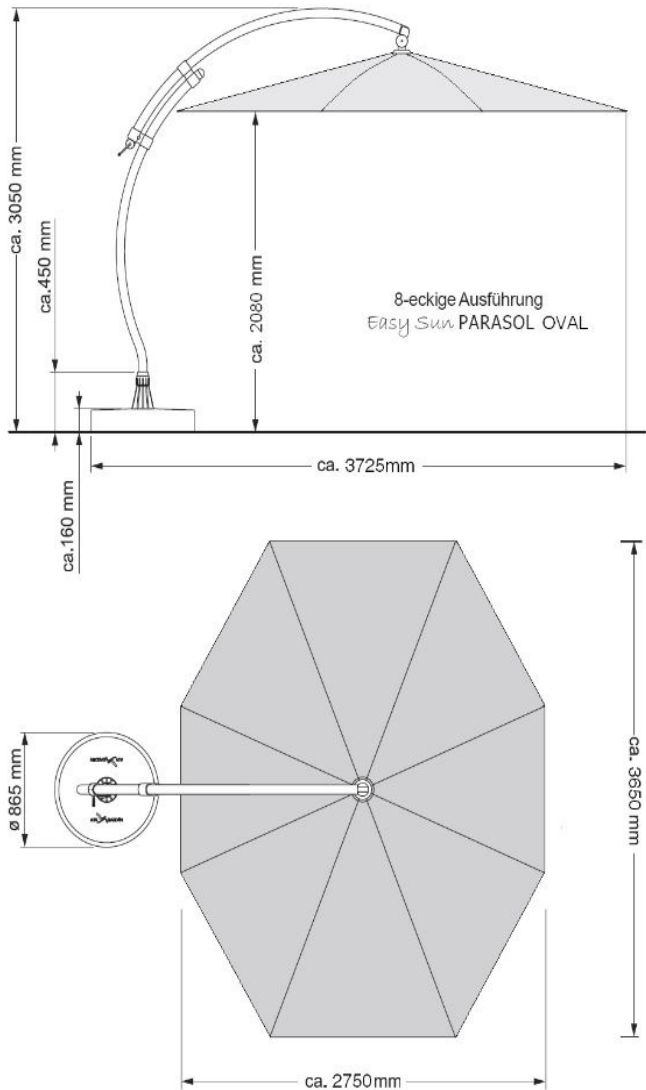 ca. 3050 mm
ca.450 mm
ca. 2080 mm
8-eckige Ausführung
Easy Sun PARASOL OVAL
ca. 3725mm
ca.160 mm
ø 865 mm
ca. 3650 mm
ca. 2750mm